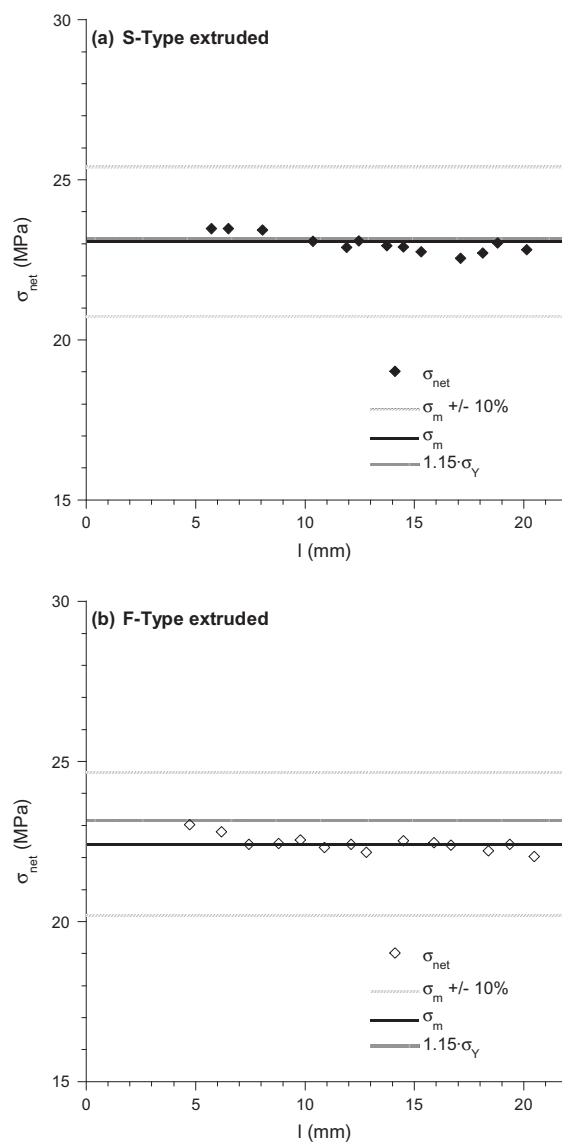 (a) S-Type extruded
30
25
20
15
σnet (MPa)
σnet
σm +/- 10%
σm
1.15·σY
0 5 10 15 20
l (mm)
(b) F-Type extruded
30
25
20
15
σnet (MPa)
σnet
σm +/- 10%
σm
1.15·σY
0 5 10 15 20
l (mm)